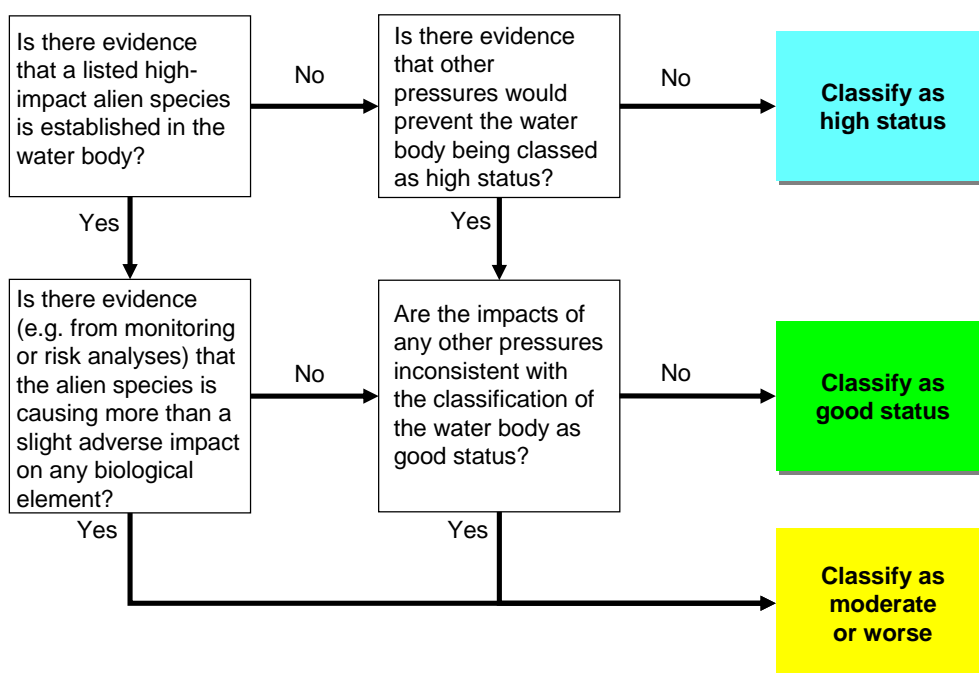 Is there evidence
that a listed high-
impact alien species
is established in the
water body?
No
Is there evidence
that other
pressures would
prevent the water
body being classed
as high status?
No
Classify as
high status
Yes
Yes
Is there evidence
(e.g. from monitoring
or risk analyses) that
the alien species is
causing more than a
slight adverse impact
on any biological
element?
No
Are the impacts of
any other pressures
inconsistent with
the classification of
the water body as
good status?
No
Classify as
good status
Yes
Yes
Classify as
moderate
or worse